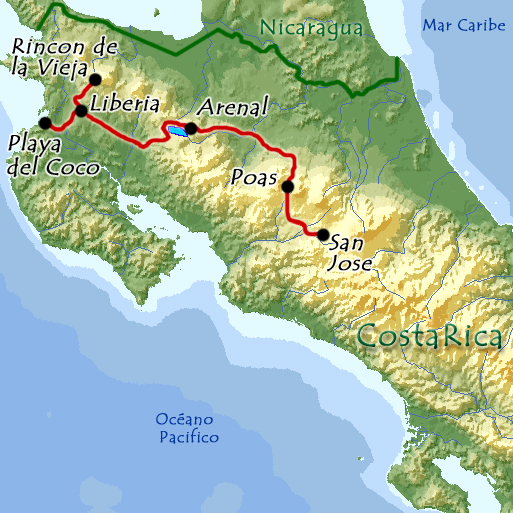 Nicaragua
Mar Caribe
Rincon de
la Vieja
Liberia
Arenal
Playa
del Coco
Poas
San
Jose
CostaRica
Océano
Pacifico